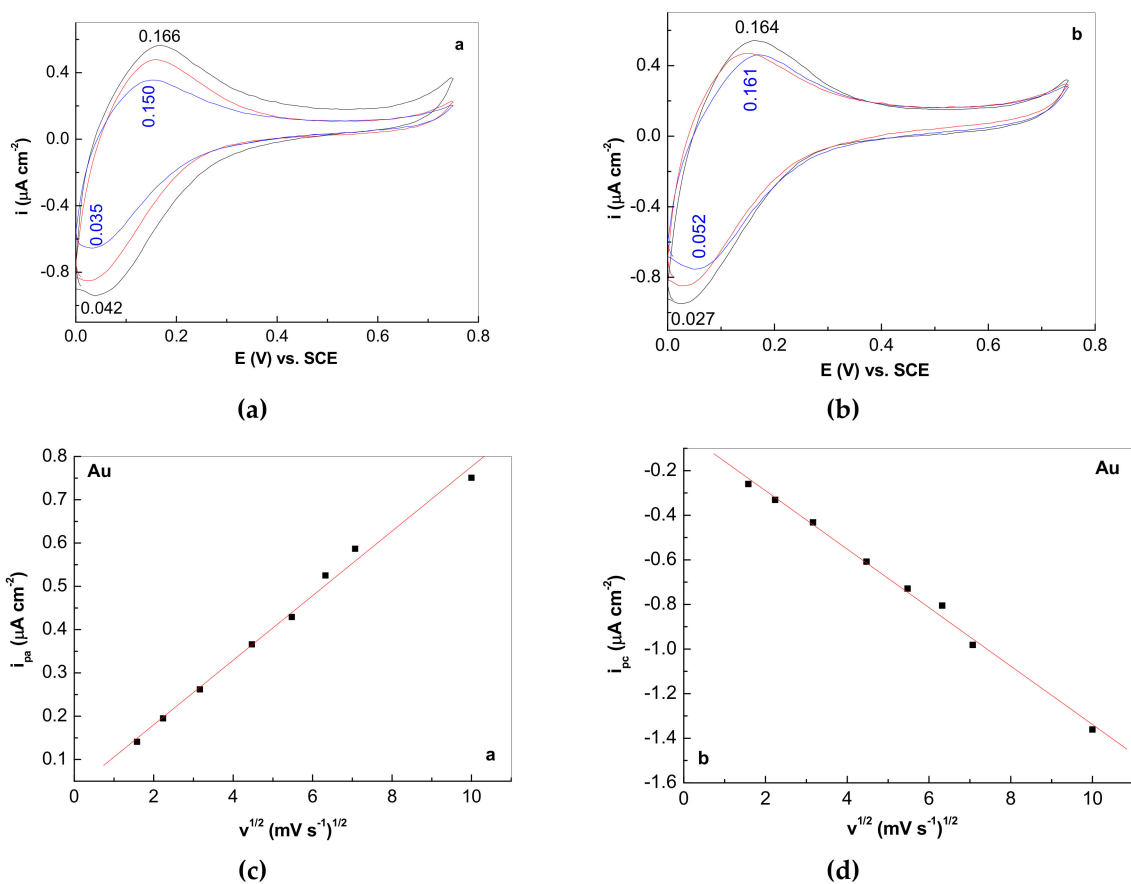 a
0.166
0.150
0.035
0.042
0.4
0.0
-0.4
-0.8
0.0 0.2 0.4 0.6 0.8
i (μA cm⁻²)
E (V) vs. SCE
(a)
b
0.164
0.161
0.052
0.027
0.4
0.0
-0.4
-0.8
0.0 0.2 0.4 0.6 0.8
i (μA cm⁻²)
E (V) vs. SCE
(b)
Au
a
0.8
0.7
0.6
0.5
0.4
0.3
0.2
0.1
0 2 4 6 8 10
i_pa (μA cm⁻²)
v^1/2 (mV s⁻¹)^1/2
(c)
Au
b
-0.2
-0.4
-0.6
-0.8
-1.0
-1.2
-1.4
-1.6
0 2 4 6 8 10
i_pc (μA cm⁻²)
v^1/2 (mV s⁻¹)^1/2
(d)